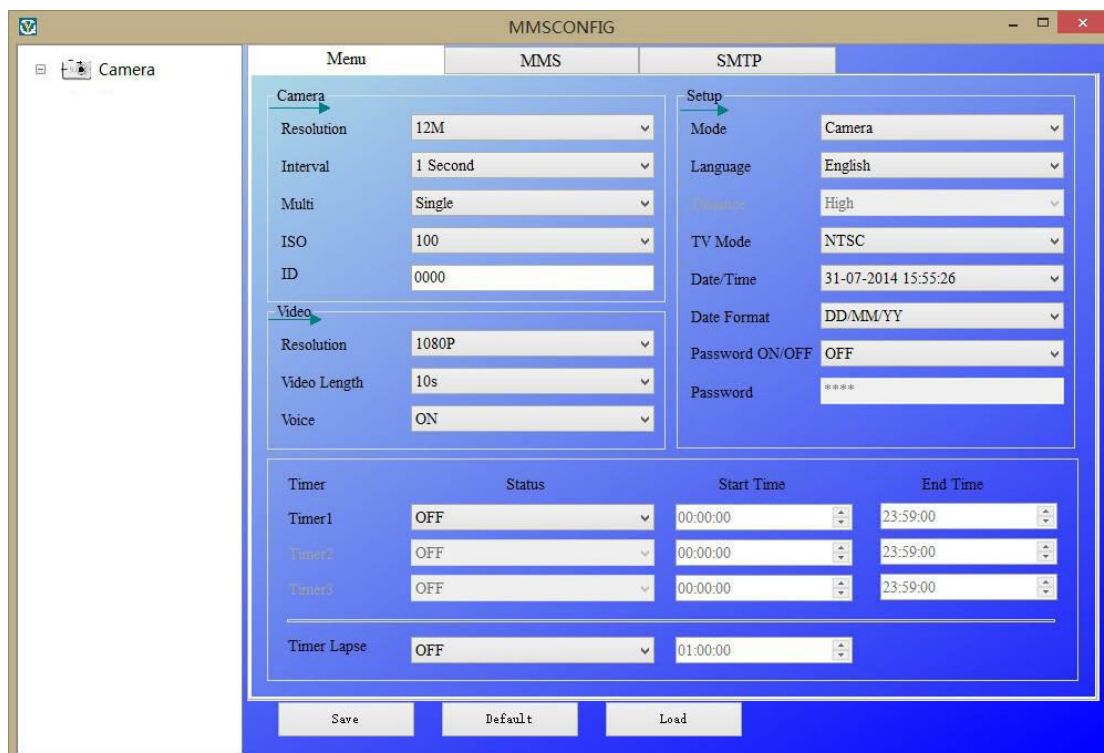 MMSCONFIG
Camera
Menu MMS SMTP
Camera
Resolution 12M
Interval 1 Second
Multi Single
ISO 100
ID 0000
Video
Resolution 1080P
Video Length 10s
Voice ON
Setup
Mode Camera
Language English
Distance High
TV Mode NTSC
Date/Time 31-07-2014 15:55:26
Date Format DD/MM/YY
Password ON/OFF OFF
Password ****
Timer Status Start Time End Time
Timer1 OFF 00:00:00 23:59:00
Timer2 OFF 00:00:00 23:59:00
Timer3 OFF 00:00:00 23:59:00
Timer Lapse OFF 01:00:00
Save Default Load